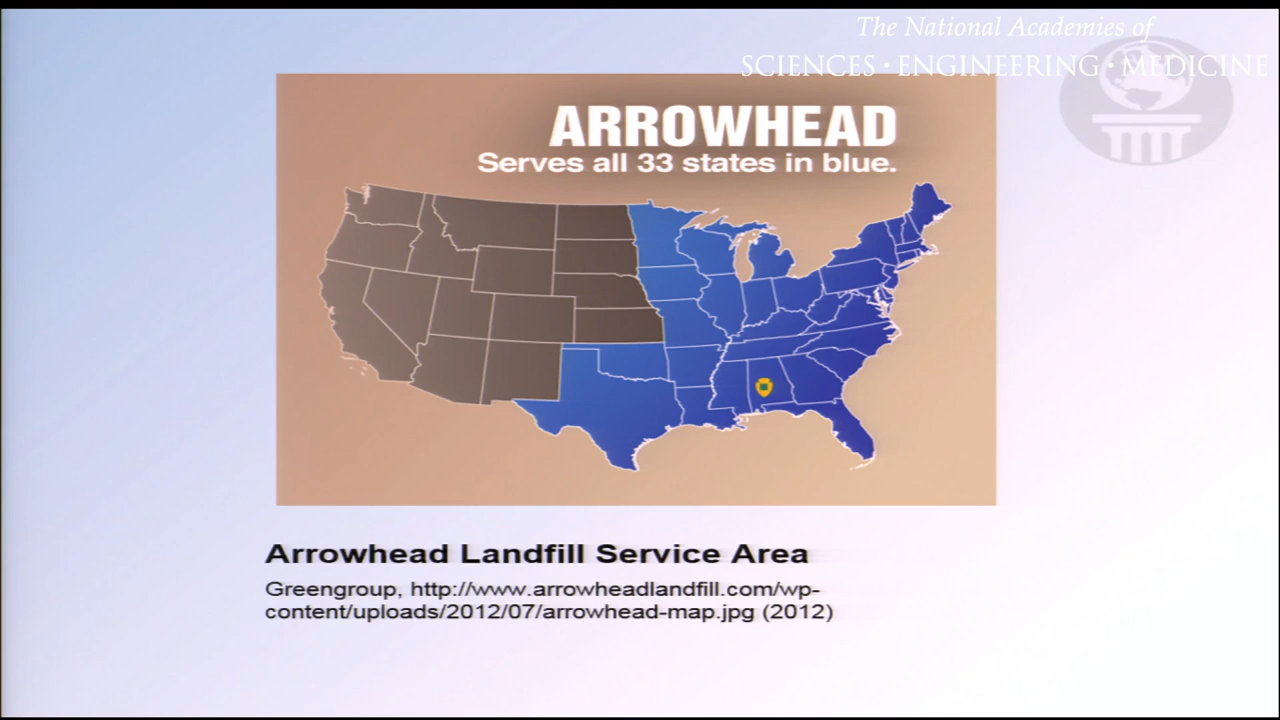 The National Academies of
SCIENCES · ENGINEERING · MEDICINE
ARROWHEAD
Serves all 33 states in blue.
Arrowhead Landfill Service Area
Greengroup, http://www.arrowheadlandfill.com/wp-
content/uploads/2012/07/arrowhead-map.jpg (2012)